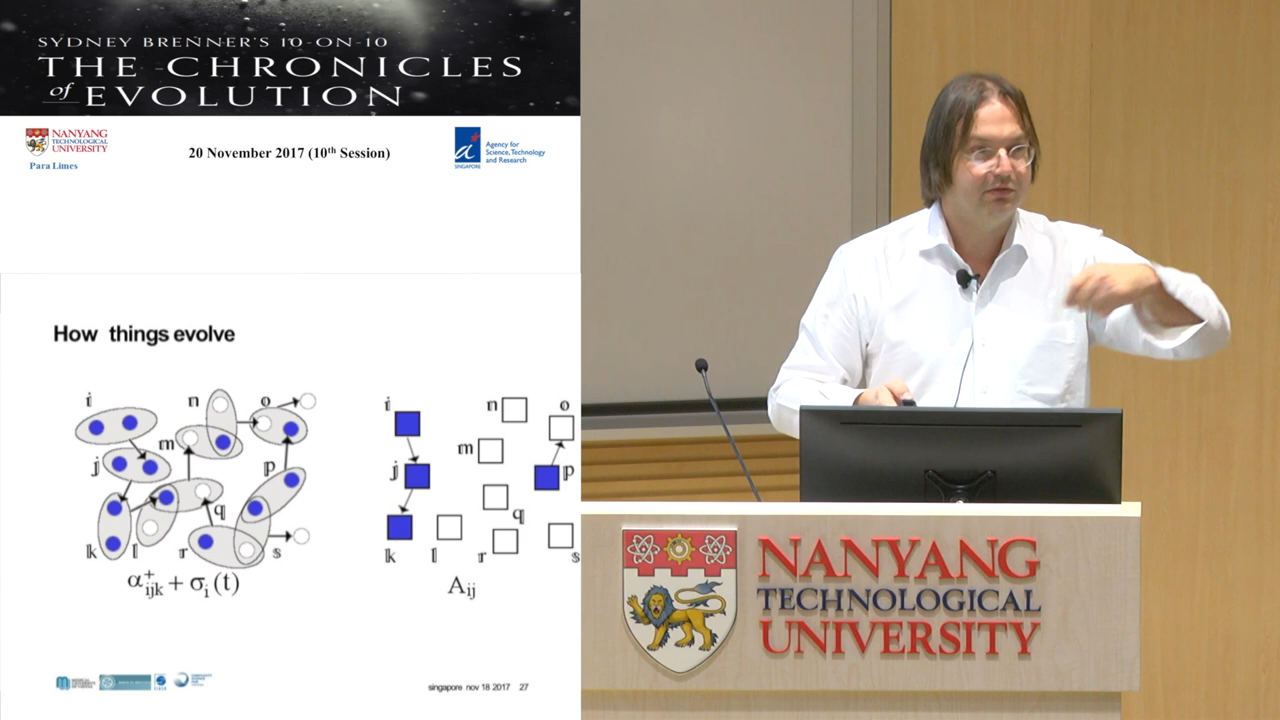 SYDNEY BRENNER'S 10-ON-10
THE CHRONICLES
of EVOLUTION
NANYANG
TECHNOLOGICAL
UNIVERSITY
Para Limes
20 November 2017 (10th Session)
SINGAPORE
Agency for
Science, Technology
and Research
How things evolve
i n o
m
j p
q
k l r s
α+ijk + σi (t)
i n o
m
j p
q
k l r s
Aij
singapore nov 18 2017 27
NANYANG
TECHNOLOGICAL
UNIVERSITY